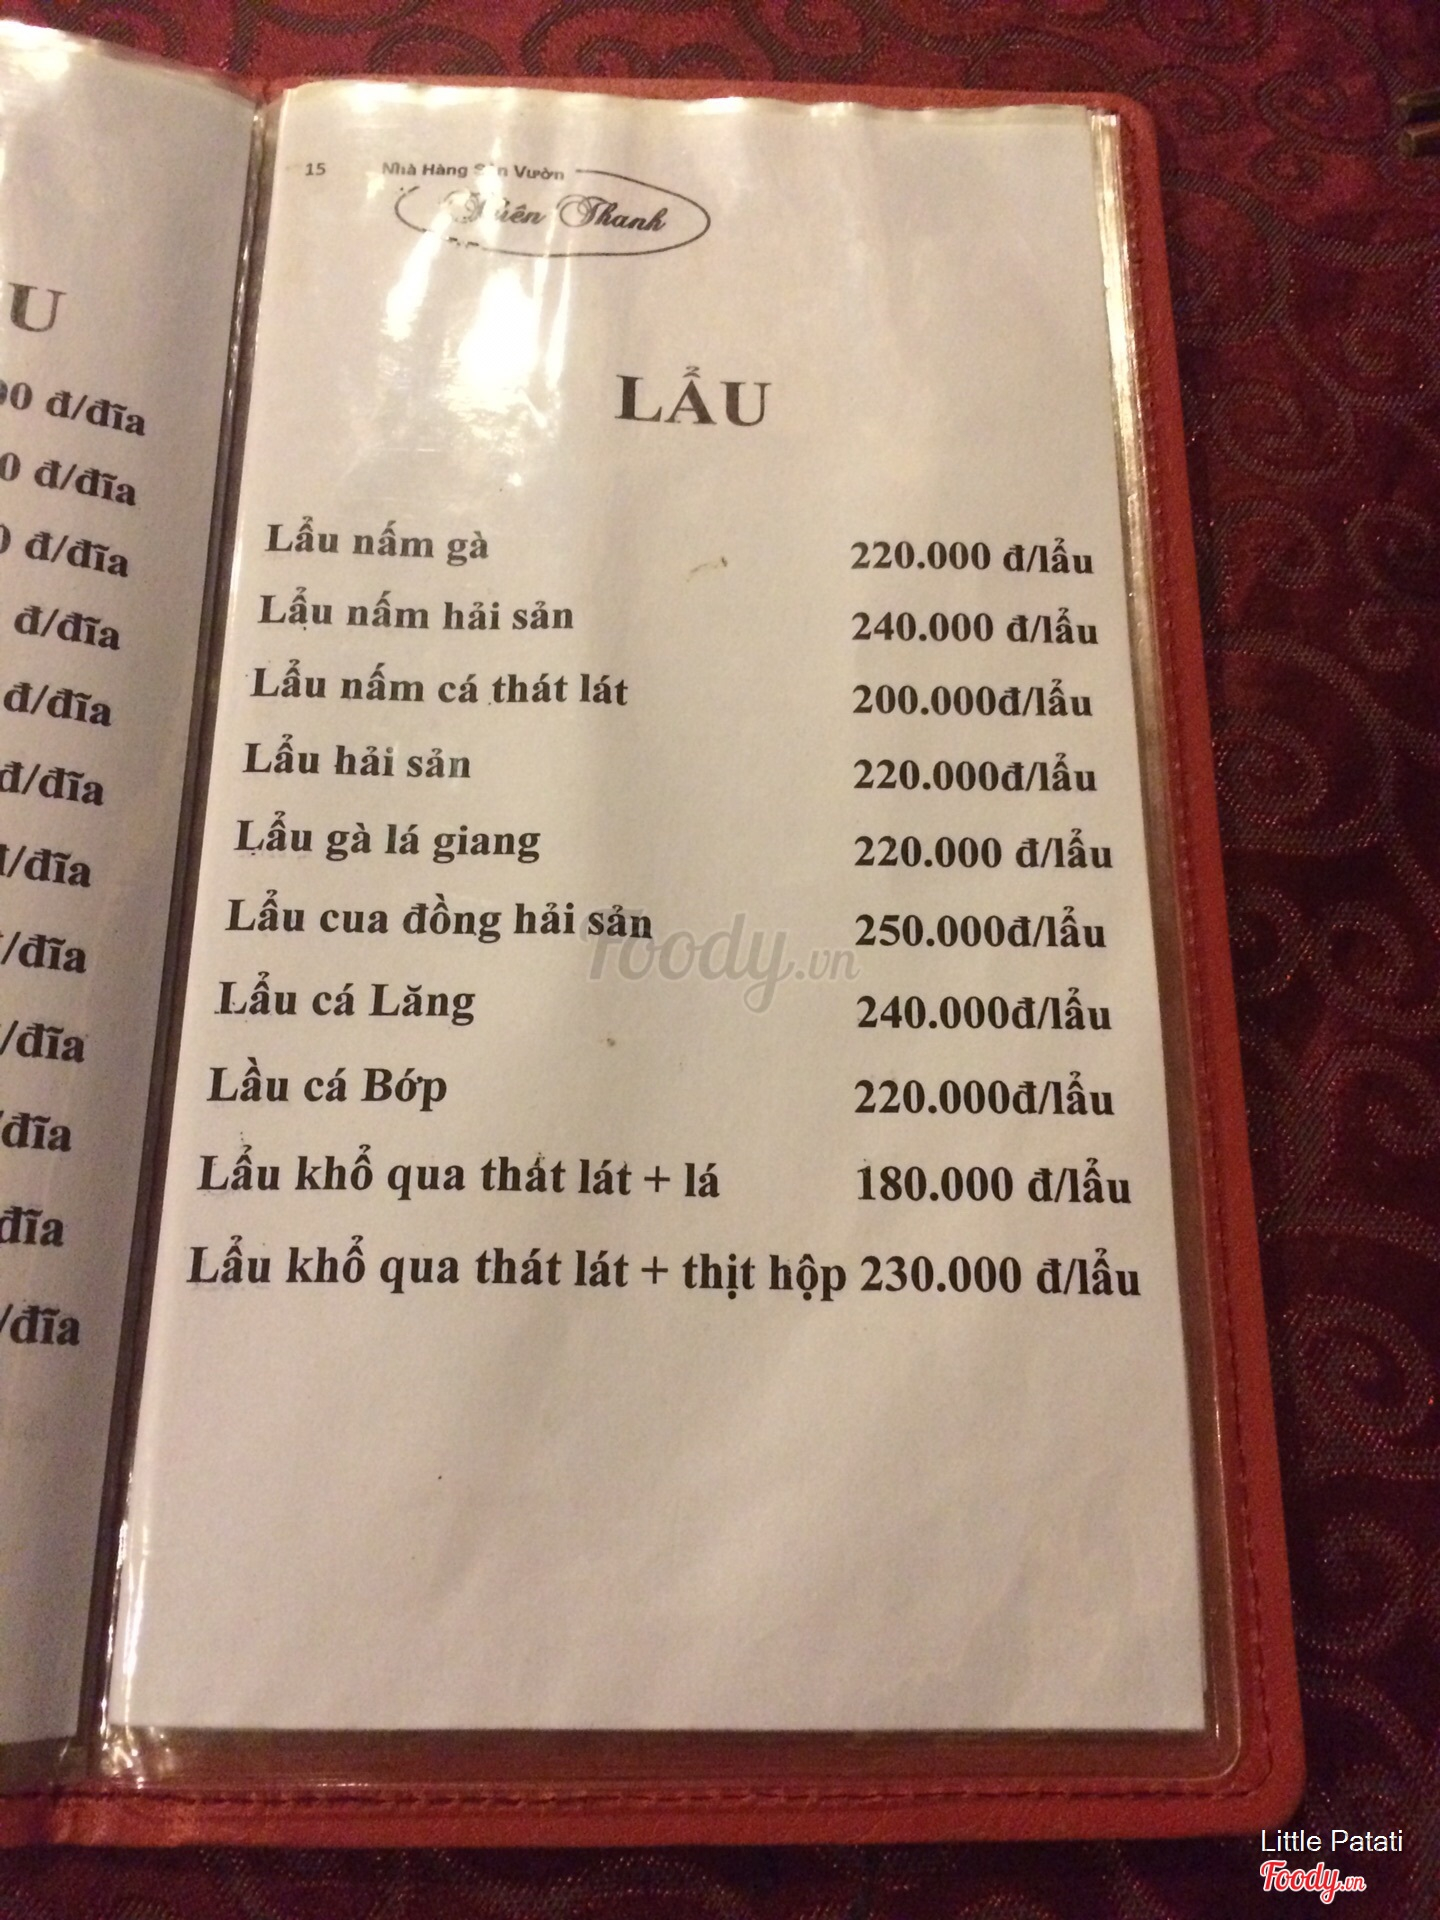 U
00 đ/đĩa
0 đ/đĩa
đ/đĩa
đ/đĩa
đ/đĩa
đ/đĩa
/đĩa
/đĩa
/đĩa
đĩa
đĩa
/đĩa
15 Nhà Hàng Sân Vườn
Thanh
LẨU
Lẩu nấm gà 220.000 đ/lẩu
Lẩu nấm hải sản 240.000 đ/lẩu
Lẩu nấm cá thát lát 200.000đ/lẩu
Lẩu hải sản 220.000đ/lẩu
Lẩu gà lá giang 220.000 đ/lẩu
Lẩu cua đồng hải sản 250.000đ/lẩu
Lẩu cá Lăng 240.000đ/lẩu
Lầu cá Bớp 220.000đ/lẩu
Lẩu khổ qua thát lát + lá 180.000 đ/lẩu
Lẩu khổ qua thát lát + thịt hộp 230.000 đ/lẩu
Foody.vn
Little Patati
Foody.vn